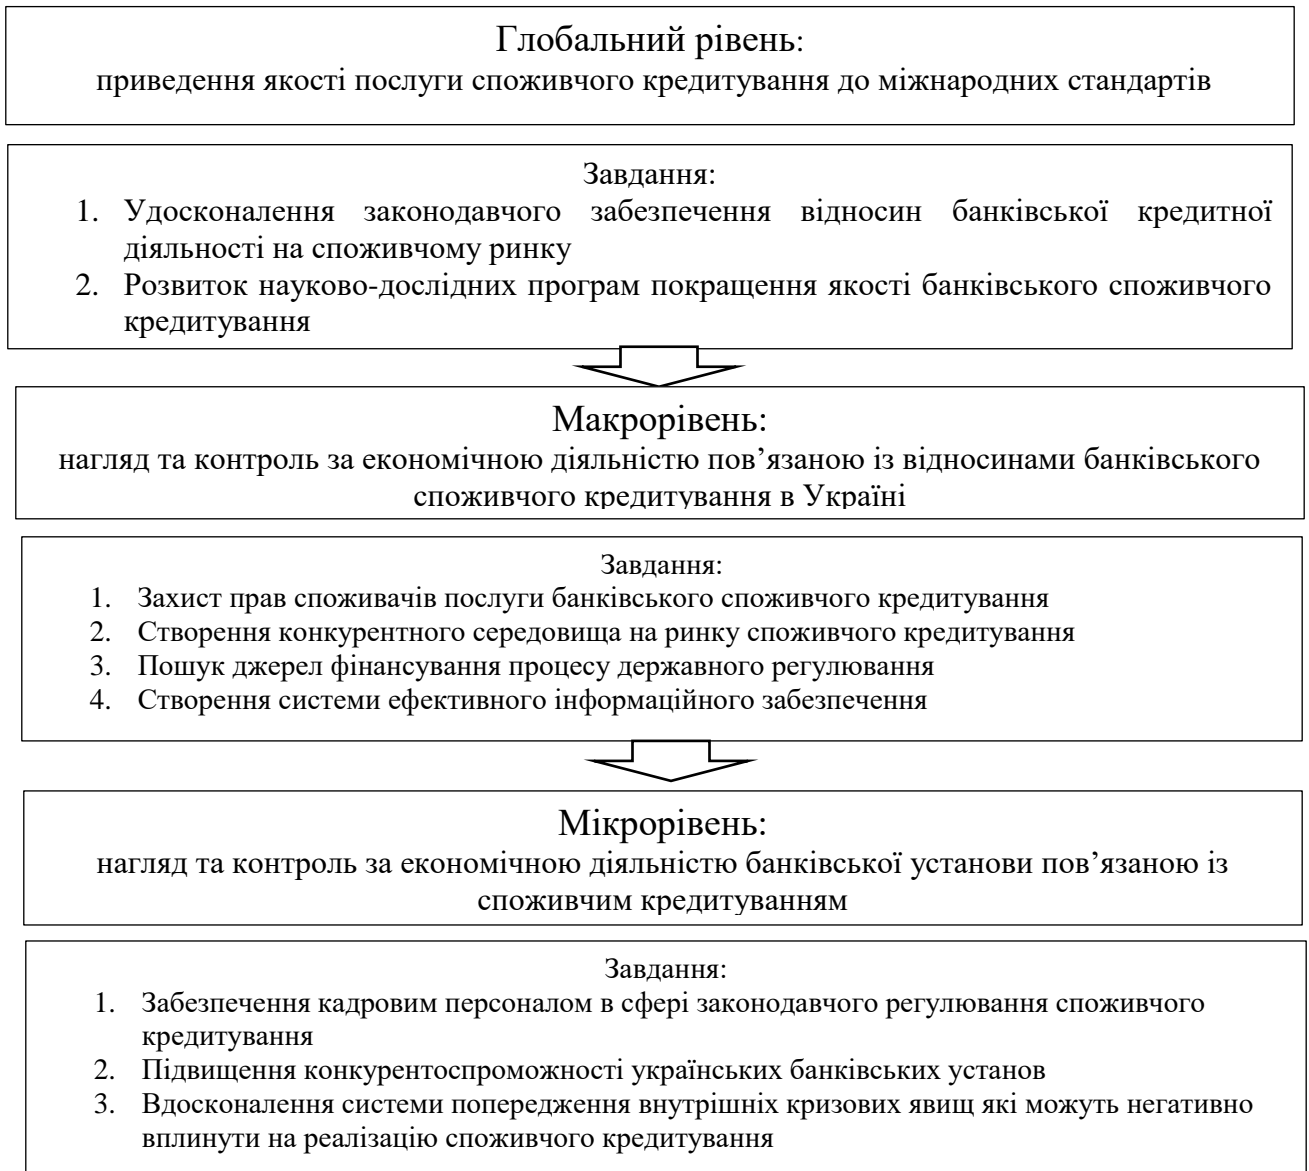 Глобальний рівень:
приведення якості послуги споживчого кредитування до міжнародних стандартів
Завдання:
1. Удосконалення законодавчого забезпечення відносин банківської кредитної
діяльності на споживчому ринку
2. Розвиток науково-дослідних програм покращення якості банківського споживчого
кредитування
Макрорівень:
нагляд та контроль за економічною діяльністю пов’язаною із відносинами банківського
споживчого кредитування в Україні
Завдання:
1. Захист прав споживачів послуги банківського споживчого кредитування
2. Створення конкурентного середовища на ринку споживчого кредитування
3. Пошук джерел фінансування процесу державного регулювання
4. Створення системи ефективного інформаційного забезпечення
Мікрорівень:
нагляд та контроль за економічною діяльністю банківської установи пов’язаною із
споживчим кредитуванням
Завдання:
1. Забезпечення кадровим персоналом в сфері законодавчого регулювання споживчого
кредитування
2. Підвищення конкурентоспроможності українських банківських установ
3. Вдосконалення системи попередження внутрішніх кризових явищ які можуть негативно
вплинути на реалізацію споживчого кредитування